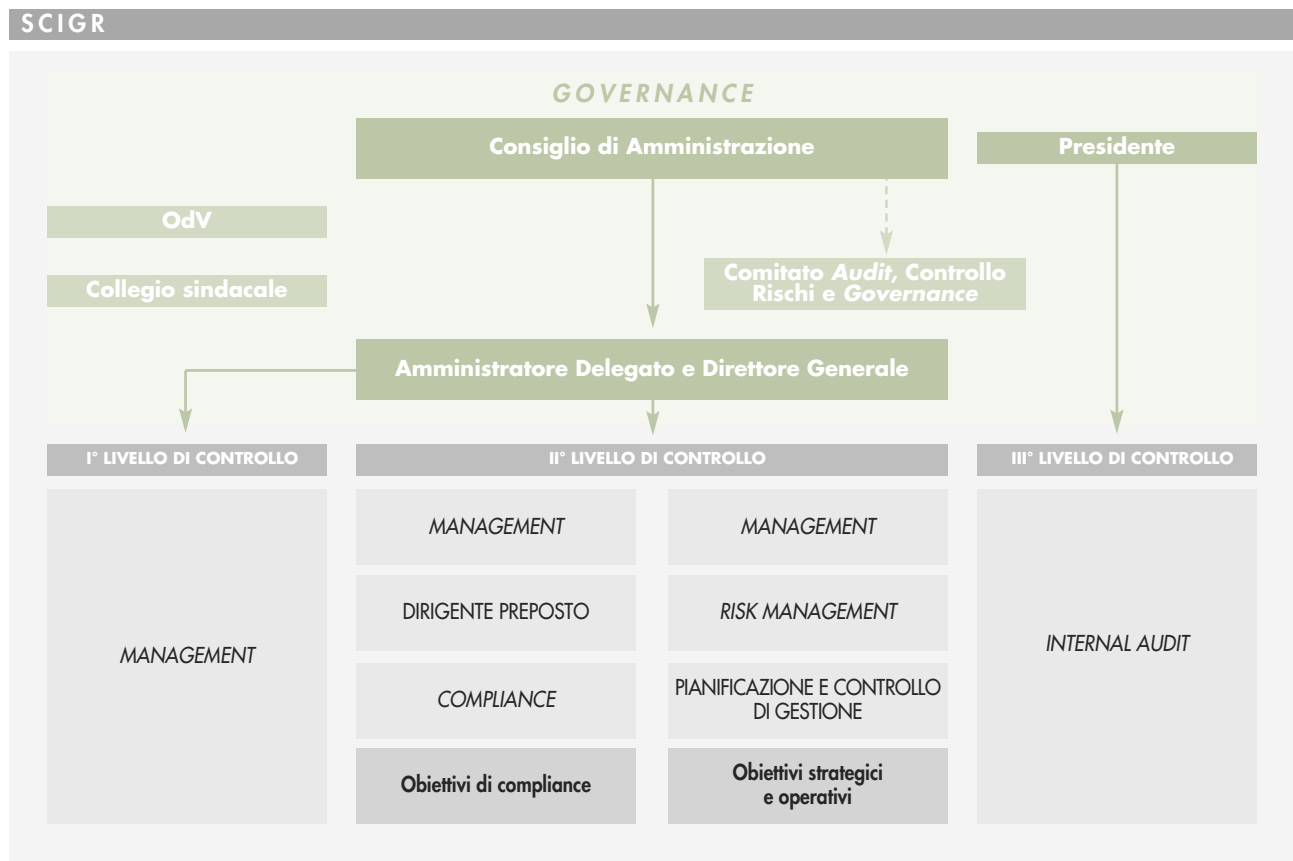 SCIGR
GOVERNANCE
Consiglio di Amministrazione
Presidente
OdV
Collegio sindacale
Comitato Audit, Controllo
Rischi e Governance
Amministratore Delegato e Direttore Generale
I° LIVELLO DI CONTROLLO
II° LIVELLO DI CONTROLLO
III° LIVELLO DI CONTROLLO
MANAGEMENT
MANAGEMENT
DIRIGENTE PREPOSTO
COMPLIANCE
Obiettivi di compliance
MANAGEMENT
RISK MANAGEMENT
PIANIFICAZIONE E CONTROLLO
DI GESTIONE
Obiettivi strategici
e operativi
INTERNAL AUDIT